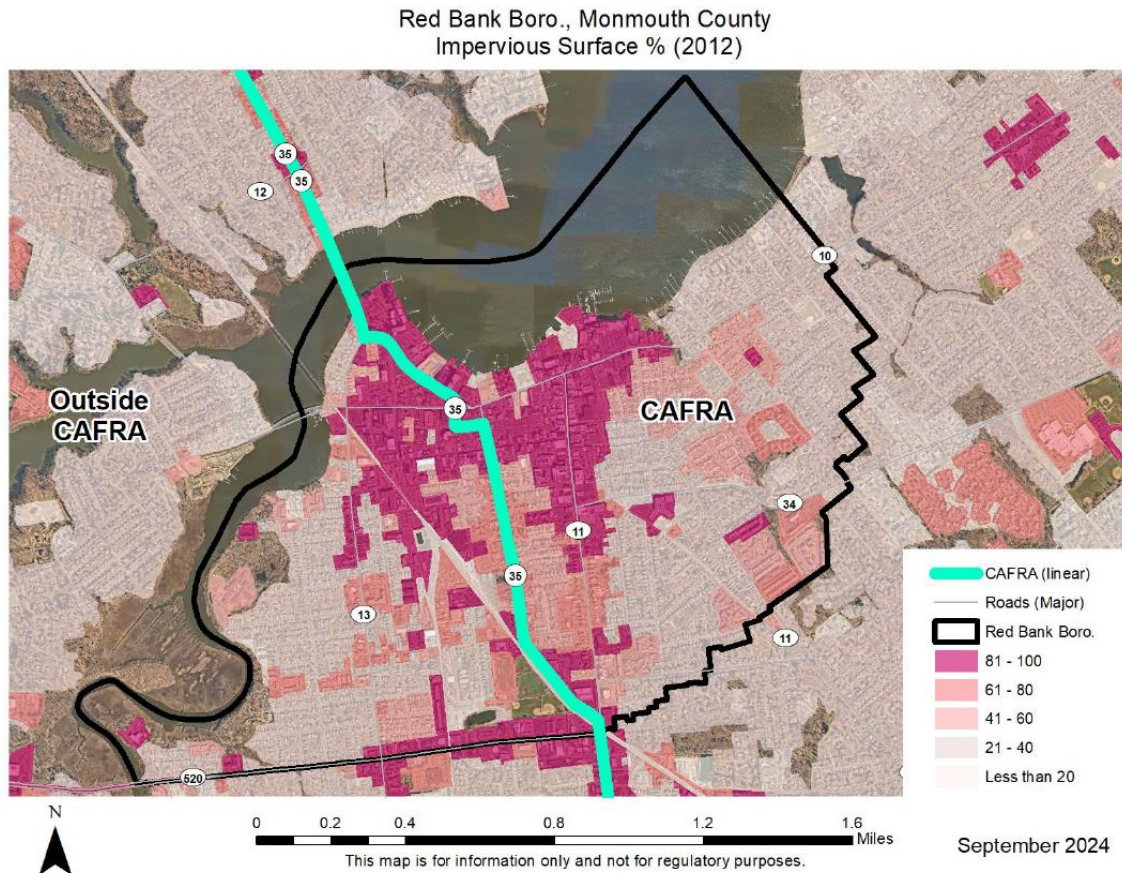 Red Bank Boro., Monmouth County
Impervious Surface % (2012)
35
35
12
10
Outside
CAFRA
35
CAFRA
34
11
35
13
11
520
CAFRA (linear)
Roads (Major)
Red Bank Boro.
81 - 100
61 - 80
41 - 60
21 - 40
Less than 20
N
0 0.2 0.4 0.8 1.2 1.6
Miles
This map is for information only and not for regulatory purposes.
September 2024